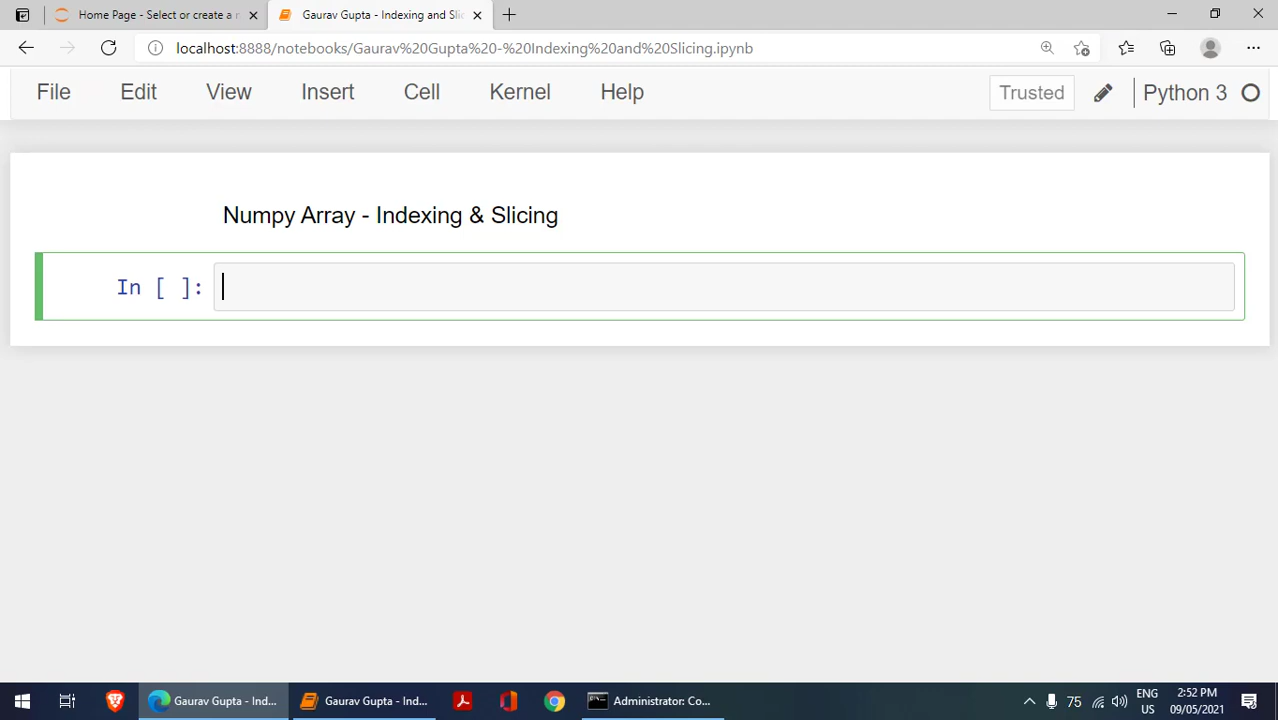 Home Page - Select or create a n
Gaurav Gupta - Indexing and Slic
localhost:8888/notebooks/Gaurav%20Gupta%20-%20Indexing%20and%20Slicing.ipynb
File Edit View Insert Cell Kernel Help Trusted Python 3
Numpy Array - Indexing & Slicing
In [ ]:
Gaurav Gupta - Ind...
Gaurav Gupta - Ind...
Administrator: Co...
75
ENG
US
2:52 PM
09/05/2021